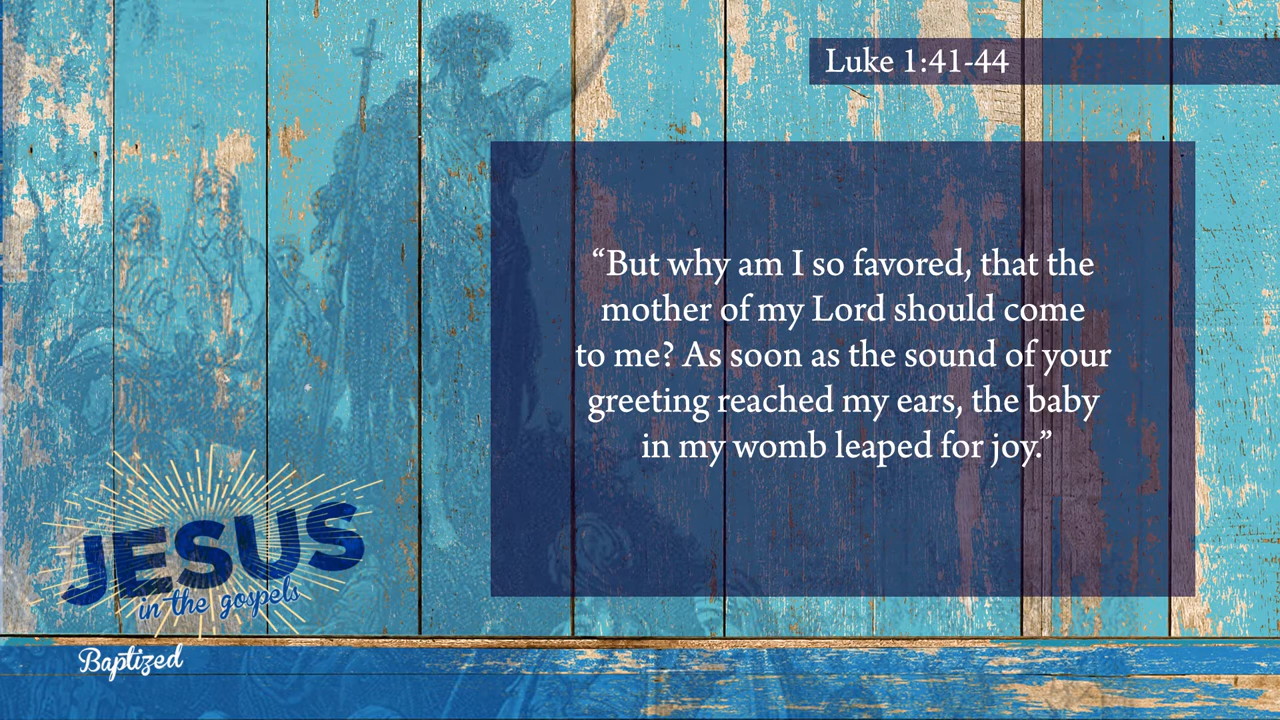 Luke 1:41-44
“But why am I so favored, that the
mother of my Lord should come
to me? As soon as the sound of your
greeting reached my ears, the baby
in my womb leaped for joy.”
JESUS
in the gospels
Baptized